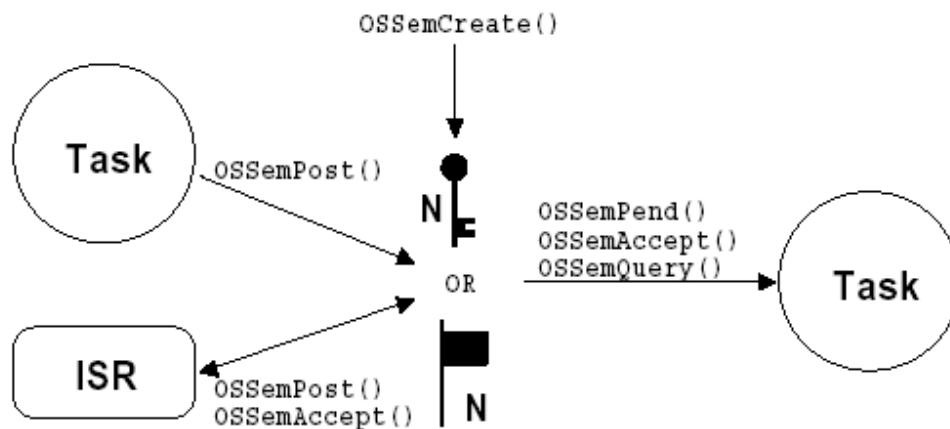 OSSemCreate()
Task
OSSemPost()
N
OSSemPend()
OSSemAccept()
OSSemQuery()
OR
Task
ISR
OSSemPost()
OSSemAccept()
N